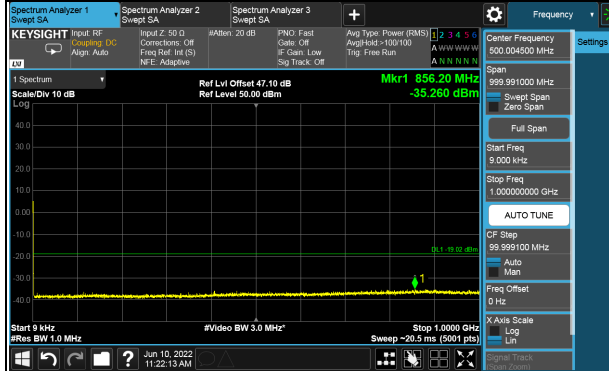 Spectrum Analyzer 1
Swept SA
Spectrum Analyzer 2
Swept SA
Spectrum Analyzer 3
Swept SA
+
Frequency
KEYSIGHT
Input: RF
Coupling: DC
Align: Auto
Input Z: 50 Ω
Corrections: Off
Freq Ref: Int (S)
NFE: Adaptive
#Atten: 20 dB
PNO: Fast
Gate: Off
IF Gain: Low
Sig Track: Off
Avg Type: Power (RMS)
Avg|Hold:>100/100
Trig: Free Run
1 2 3 4 5 6
A W W W W W
A N N N N N
LXI
1 Spectrum
Scale/Div 10 dB
Log
Ref Lvl Offset 47.10 dB
Ref Level 50.00 dBm
Mkr1 856.20 MHz
-35.260 dBm
40.0
30.0
20.0
10.0
0.00
-10.0
-20.0
-30.0
-40.0
DL1 -19.02 dBm
1
Start 9 kHz
#Res BW 1.0 MHz
#Video BW 3.0 MHz*
Stop 1.0000 GHz
Sweep ~20.5 ms (5001 pts)
?
Jun 10, 2022
11:22:13 AM
Center Frequency
500.004500 MHz
Settings
Span
999.991000 MHz
Swept Span
Zero Span
Full Span
Start Freq
9.000 kHz
Stop Freq
1.000000000 GHz
AUTO TUNE
CF Step
99.999100 MHz
Auto
Man
Freq Offset
0 Hz
X Axis Scale
Log
Lin
Signal Track
(Span Zoom)